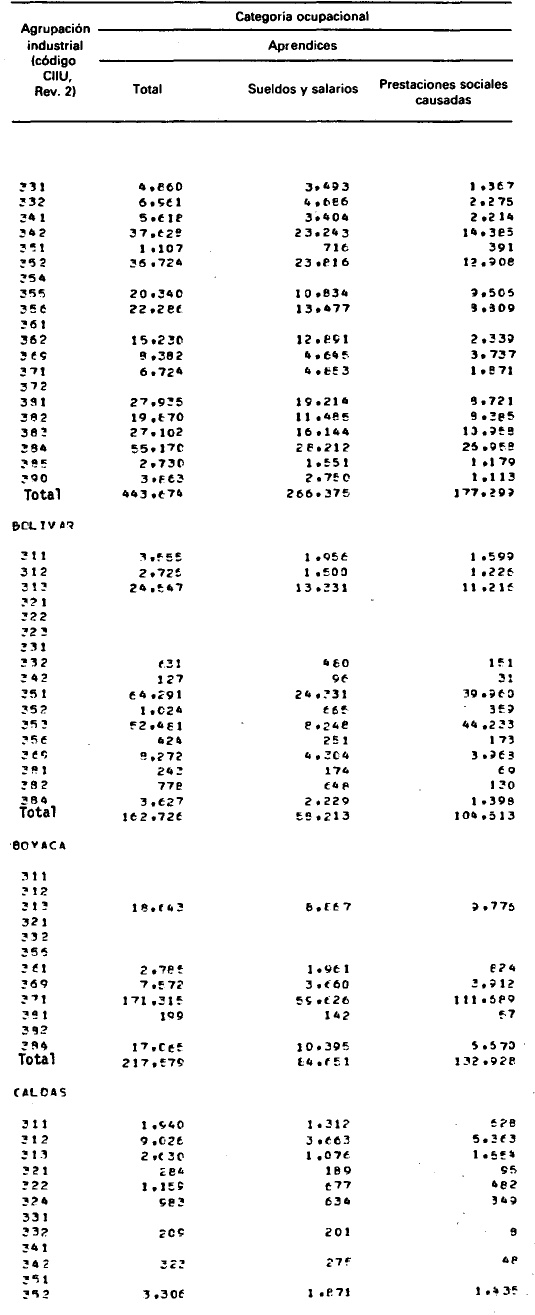 Agrupación industrial (código CIIU, Rev. 2)
Categoría ocupacional
Aprendices
Total Sueldos y salarios Prestaciones sociales causadas
331 4.860 3.493 1.367
332 6.961 4.686 2.275
341 5.618 3.404 2.214
342 37.628 23.243 14.385
351 1.107 716 391
352 36.724 23.816 12.908
354
355 20.340 10.834 9.506
356 22.286 13.477 8.809
361
362 15.230 12.891 2.339
369 8.382 4.645 3.737
371 6.724 4.853 1.871
372
381 27.935 19.214 8.721
382 19.870 11.485 8.385
383 27.102 16.144 10.958
384 55.170 28.212 26.958
385 2.730 1.551 1.179
390 3.863 2.750 1.113
Total 443.674 266.375 177.299
BOLIVAR
311 3.555 1.956 1.599
312 2.726 1.500 1.226
313 24.547 13.331 11.216
321
322
323
331
332 631 480 151
342 127 96 31
351 64.291 24.331 39.960
352 1.024 665 359
353 52.481 8.248 44.233
356 424 251 173
369 8.272 4.304 3.968
381 243 174 69
382 778 648 130
384 3.627 2.229 1.398
Total 162.726 58.213 104.513
BOYACA
311
312
313 18.643 8.867 9.776
321
332
355
361 2.785 1.961 824
369 7.572 3.660 3.912
371 171.315 59.626 111.689
381 199 142 57
382
384 17.065 10.395 6.670
Total 217.579 84.651 132.928
CALDAS
311 1.940 1.312 628
312 9.026 3.663 5.363
313 2.630 1.076 1.554
321 284 189 95
322 1.159 677 482
324 983 634 349
331
332 209 201 8
341
342 323 275 48
351
352 3.306 1.871 1.435